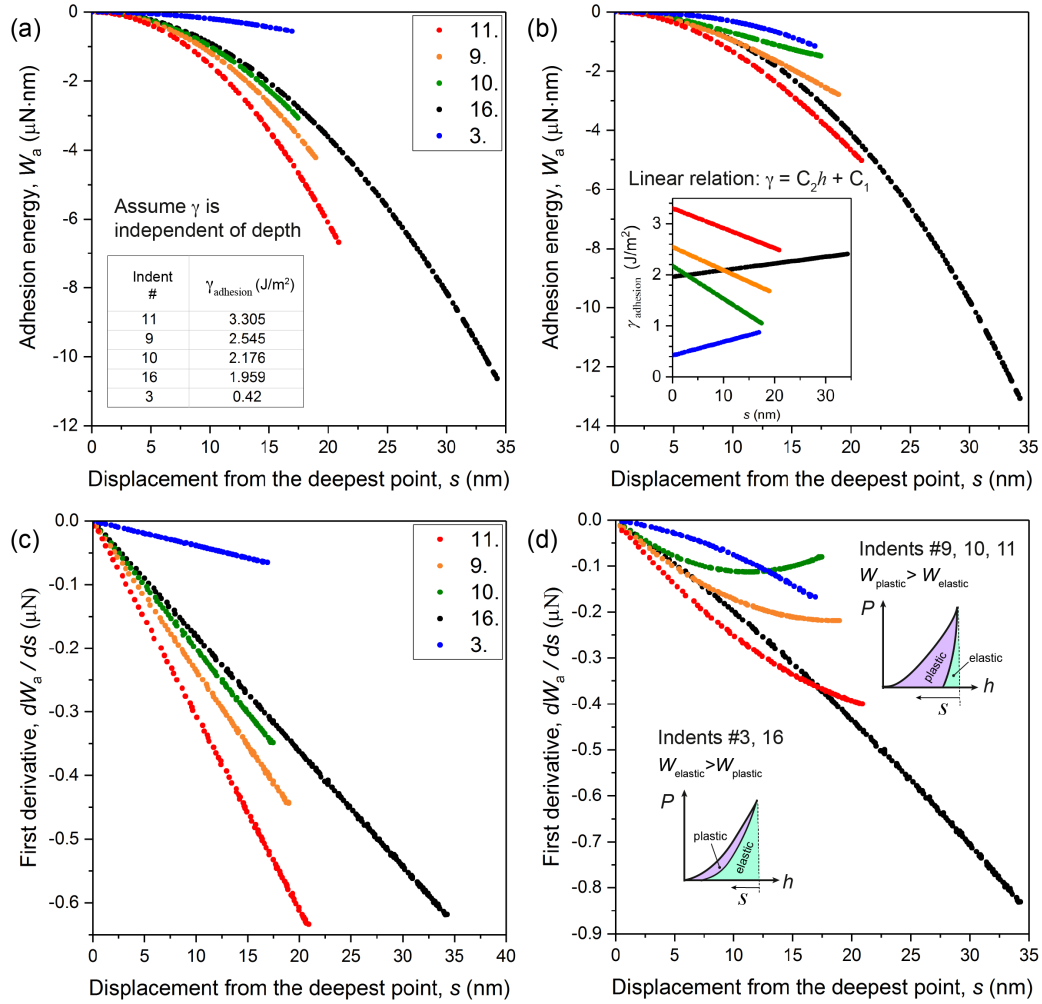 (a)
0
-2
-4
-6
-8
-10
-12
Adhesion energy, Wa (μN·nm)
11.
9.
10.
16.
3.
Assume γ is
independent of depth
Indent
#
γadhesion (J/m²)
11 3.305
9 2.545
10 2.176
16 1.959
3 0.42
0 5 10 15 20 25 30 35
Displacement from the deepest point, s (nm)
(b)
0
-2
-4
-6
-8
-10
-12
-14
Adhesion energy, Wa (μN·nm)
Linear relation: γ = C₂h + C₁
3
2
1
0
γadhesion (J/m²)
0 10 20 30
s (nm)
0 5 10 15 20 25 30 35
Displacement from the deepest point, s (nm)
(c)
0.0
-0.1
-0.2
-0.3
-0.4
-0.5
-0.6
First derivative, dWa / ds (μN)
11.
9.
10.
16.
3.
0 5 10 15 20 25 30 35 40
Displacement from the deepest point, s (nm)
(d)
0.0
-0.1
-0.2
-0.3
-0.4
-0.5
-0.6
-0.7
-0.8
-0.9
First derivative, dWa / ds (μN)
Indents #9, 10, 11
Wplastic> Welastic
P
plastic
elastic
h
s
Indents #3, 16
Welastic>Wplastic
P
plastic
elastic
h
s
0 5 10 15 20 25 30 35
Displacement from the deepest point, s (nm)